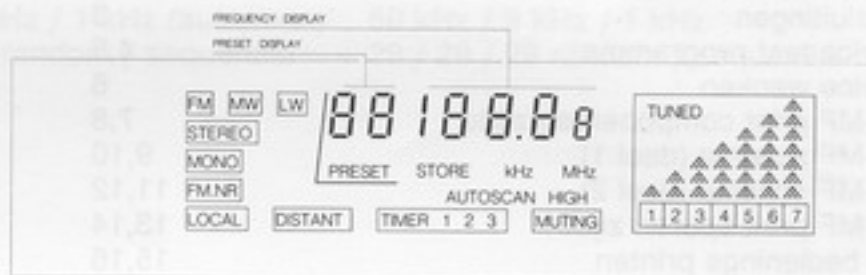 FREQUENCY DISPLAY
PRESET DISPLAY
FM MW LW 88188.88
STEREO
MONO
PRESET STORE kHz MHz
FM.NR
AUTOSCAN HIGH
LOCAL DISTANT TIMER 1 2 3 MUTING
TUNED
1 2 3 4 5 6 7